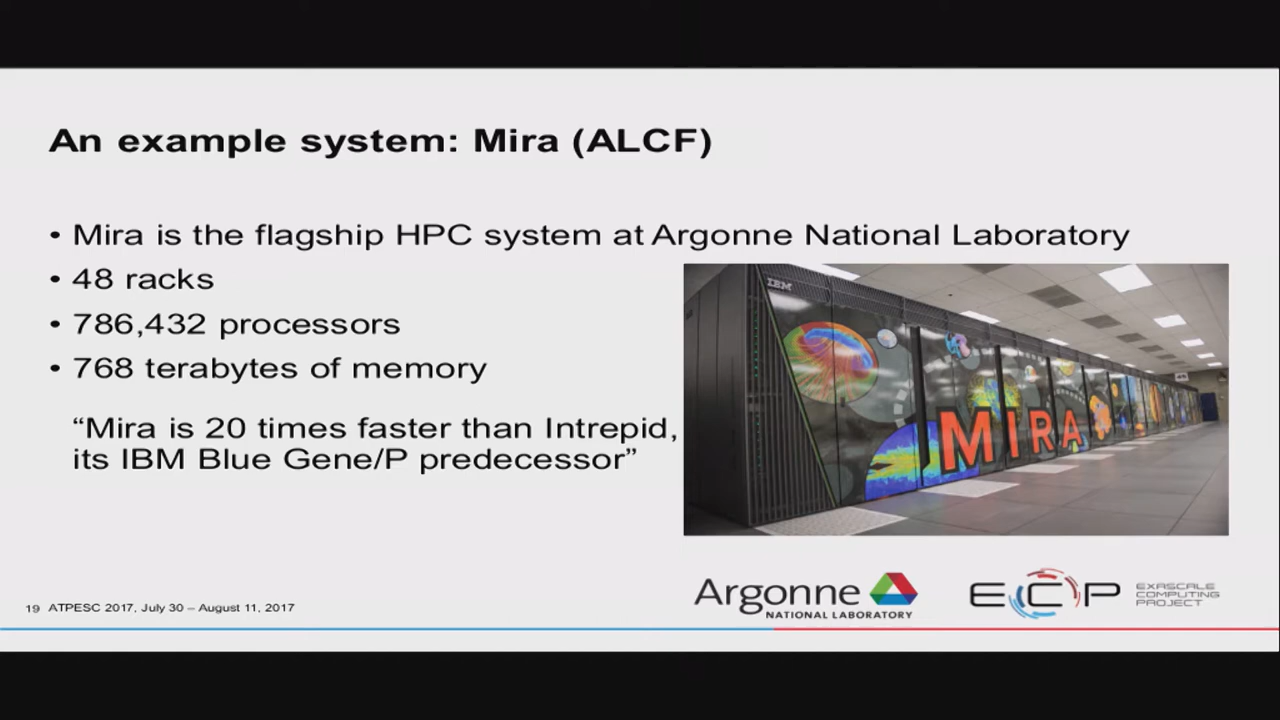 An example system: Mira (ALCF)
• Mira is the flagship HPC system at Argonne National Laboratory
• 48 racks
• 786,432 processors
• 768 terabytes of memory
“Mira is 20 times faster than Intrepid,
its IBM Blue Gene/P predecessor”
IBM
MIRA
19 ATPESC 2017, July 30 – August 11, 2017
Argonne
NATIONAL LABORATORY
ECP
EXASCALE
COMPUTING
PROJECT